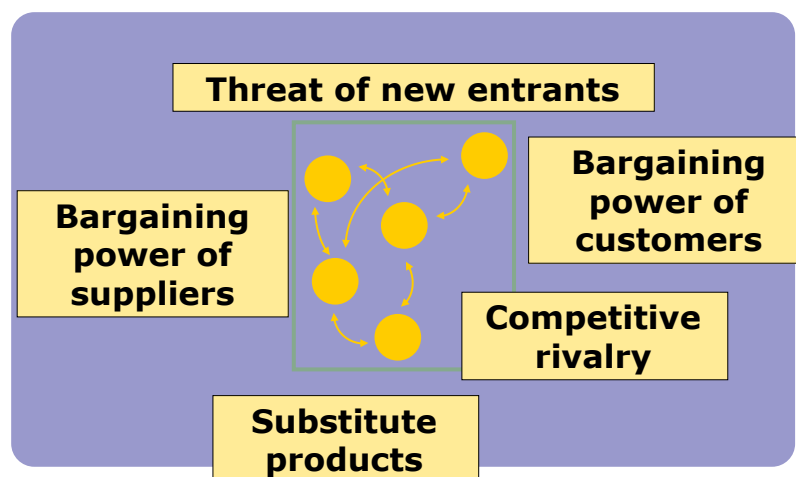 Threat of new entrants
Bargaining
power of
customers
Bargaining
power of
suppliers
Competitive
rivalry
Substitute
products